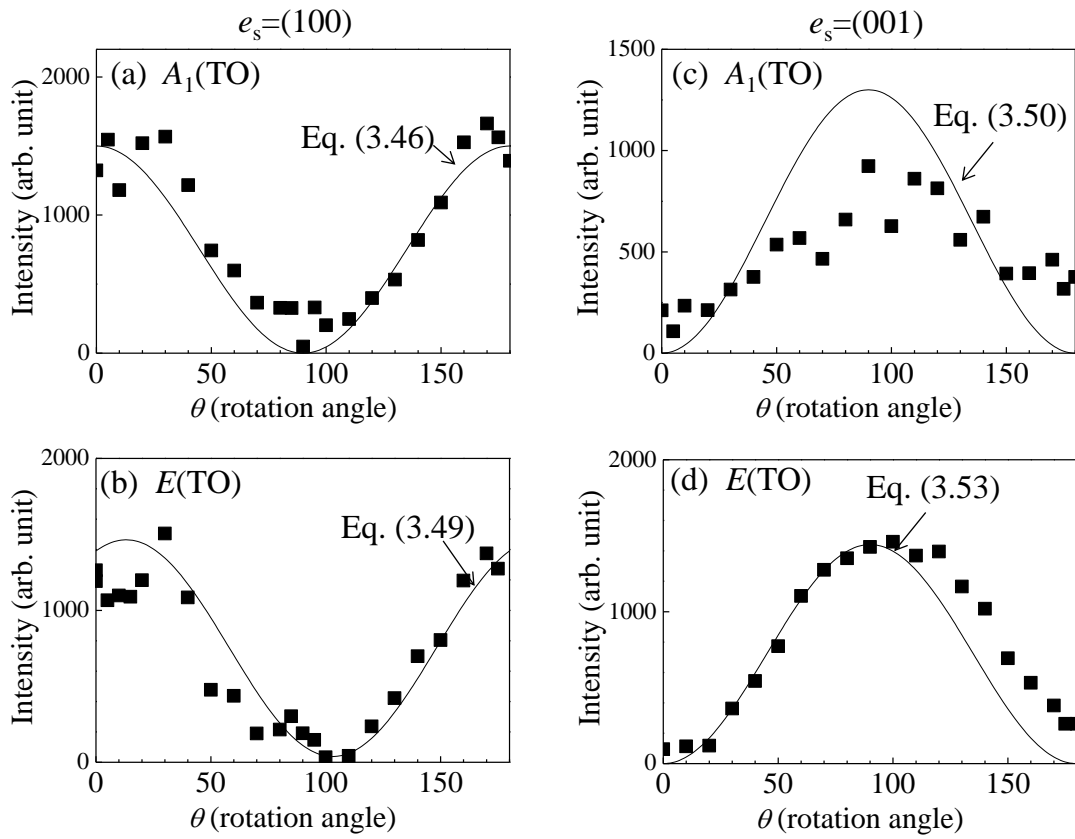 e_s=(100)
e_s=(001)
(a) A_1(TO)
Eq. (3.46)
Intensity (arb. unit)
2000
1000
0
0 50 100 150
θ (rotation angle)
(c) A_1(TO)
Eq. (3.50)
Intensity (arb. unit)
1500
1000
500
0
0 50 100 150
θ (rotation angle)
(b) E(TO)
Eq. (3.49)
Intensity (arb. unit)
2000
1000
0
0 50 100 150
θ (rotation angle)
(d) E(TO)
Eq. (3.53)
Intensity (arb. unit)
2000
1000
0
0 50 100 150
θ (rotation angle)